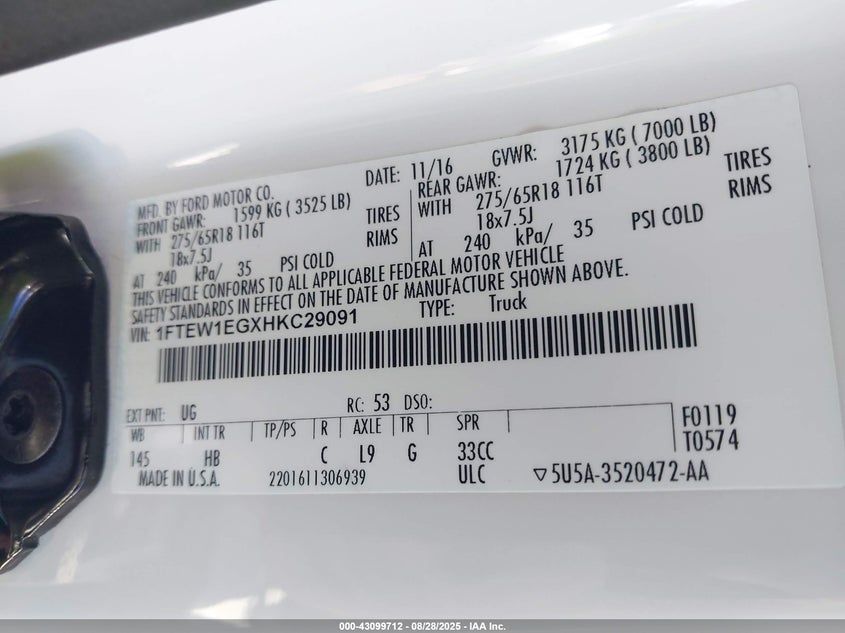 MFD. BY FORD MOTOR CO.
DATE: 11/16 GVWR: 3175 KG ( 7000 LB)
FRONT GAWR: 1599 KG ( 3525 LB)
REAR GAWR: 1724 KG ( 3800 LB)
WITH 275/65R18 116T TIRES
WITH 275/65R18 116T TIRES
18x7.5J RIMS
18x7.5J RIMS
AT 240 kPa/ 35 PSI COLD
AT 240 kPa/ 35 PSI COLD
THIS VEHICLE CONFORMS TO ALL APPLICABLE FEDERAL MOTOR VEHICLE
SAFETY STANDARDS IN EFFECT ON THE DATE OF MANUFACTURE SHOWN ABOVE.
VIN: 1FTEW1EGXHKC29091 TYPE: Truck
EXT PNT: UG RC: 53 DSO:
WB INT TR TP/PS R AXLE TR SPR
145 HB C L9 G 33CC
F0119
T0574
MADE IN U.S.A. 2201611306939 ULC ▽5U5A-3520472-AA
000-43099712 - 08/28/2025 - IAA Inc.